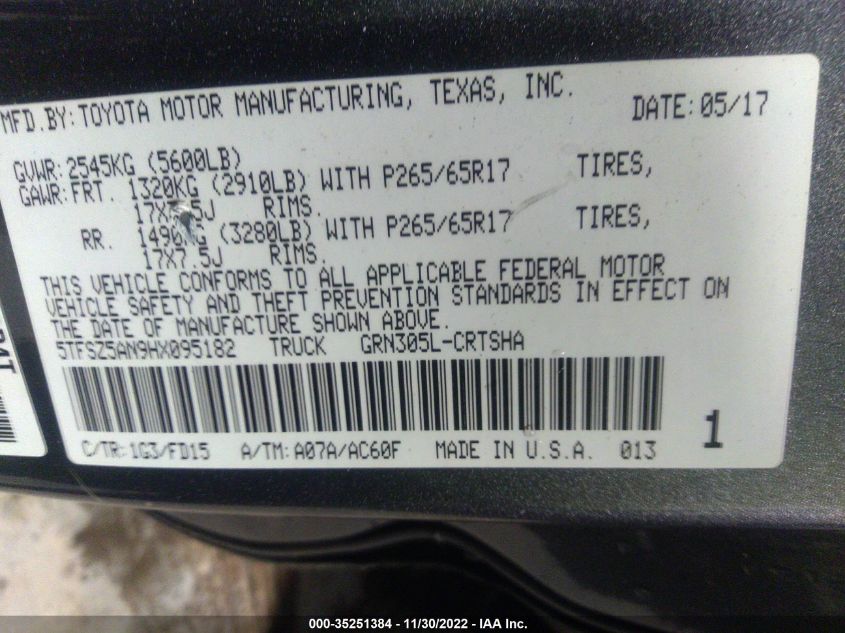 MFD.BY:TOYOTA MOTOR MANUFACTURING, TEXAS, INC. DATE:05/17
GVWR:2545KG (5600LB)
GAWR:FRT. 1320KG (2910LB) WITH P265/65R17 TIRES,
17X7.5J RIMS.
RR. 1490KG (3280LB) WITH P265/65R17 TIRES,
17X7.5J RIMS.
THIS VEHICLE CONFORMS TO ALL APPLICABLE FEDERAL MOTOR
VEHICLE SAFETY AND THEFT PREVENTION STANDARDS IN EFFECT ON
THE DATE OF MANUFACTURE SHOWN ABOVE.
5TFSZ5AN9HX095182 TRUCK GRN305L-CRTSHA
C/TR:1G3/FD15 A/TM:A07A/AC60F MADE IN U.S.A. 013
1
000-35251384 - 11/30/2022 - IAA Inc.